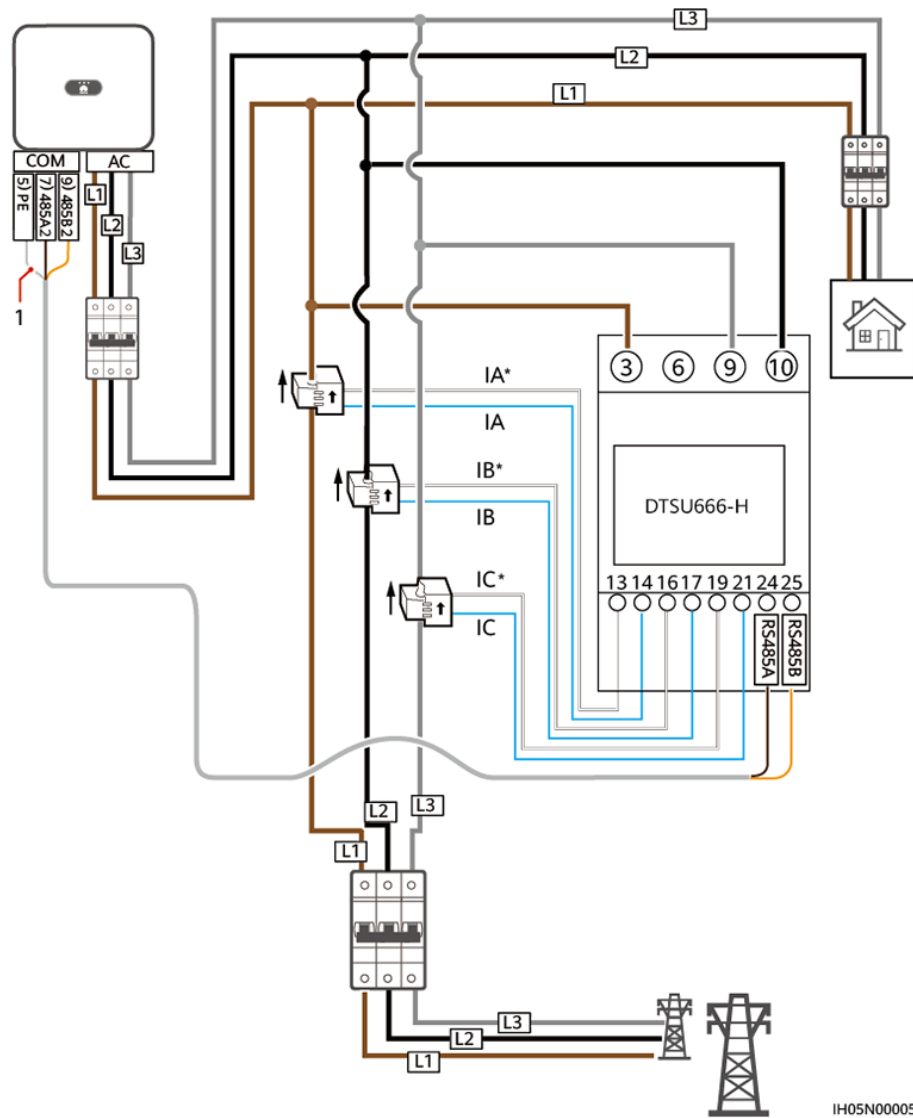 L3
L2
L1
COM
AC
5) PE
7) 485A2
9) 485B2
L1
L2
L3
1
3
6
9
10
IA*
IA
IB*
IB
IC*
IC
DTSU666-H
13 14 16 17 19 21 24 25
RS485A
RS485B
L2
L3
L1
L3
L2
L1
IH05N00005